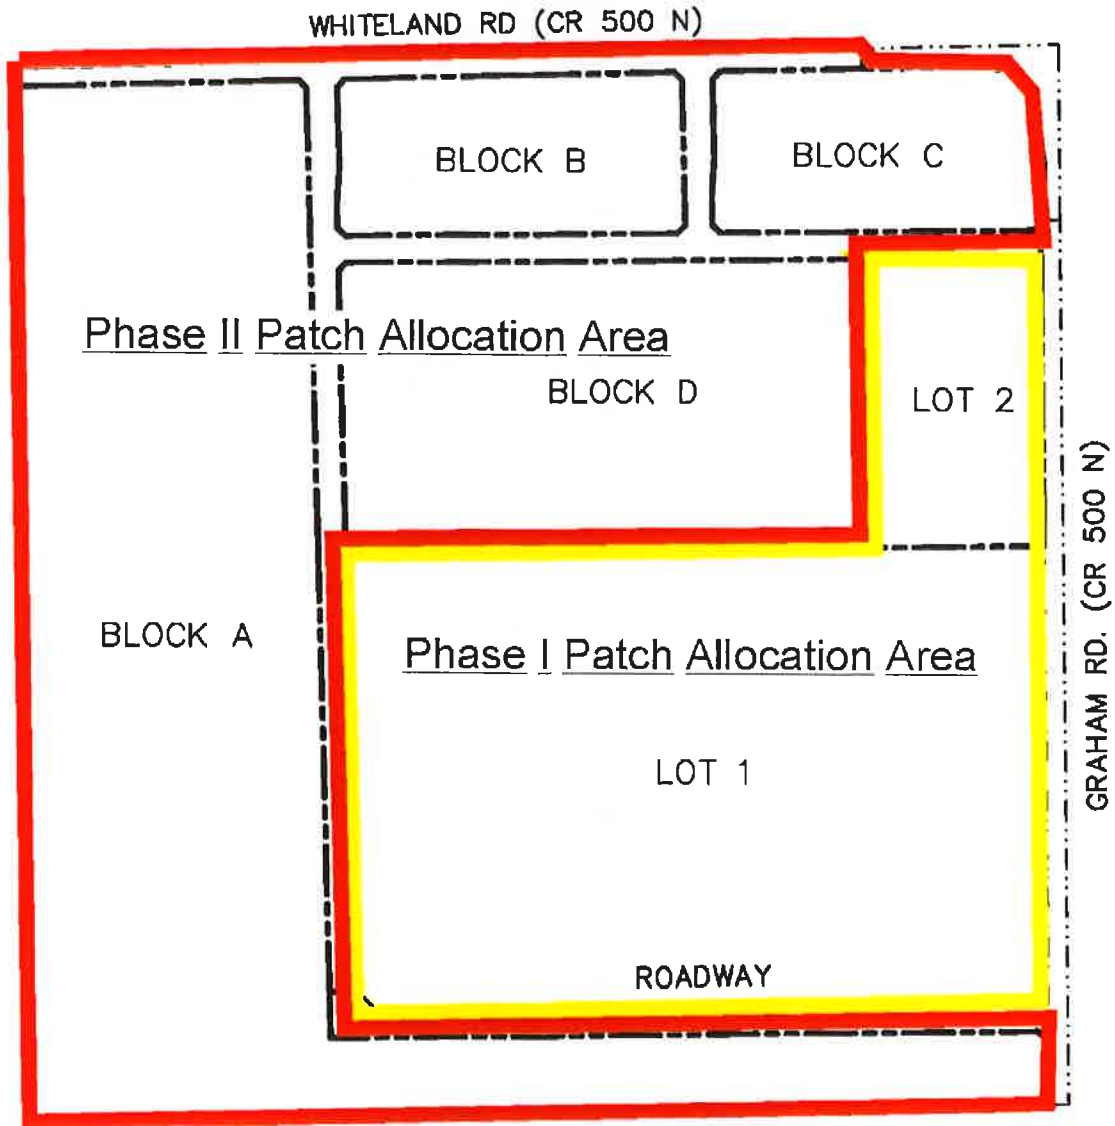 WHITELAND RD (CR 500 N)
BLOCK B
BLOCK C
Phase II Patch Allocation Area
BLOCK D
LOT 2
GRAHAM RD. (CR 500 N)
BLOCK A
Phase I Patch Allocation Area
LOT 1
ROADWAY